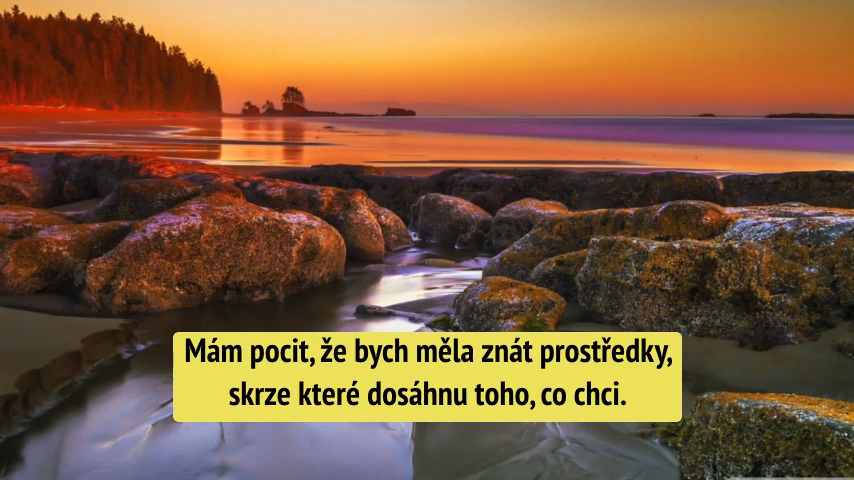 Mám pocit, že bych měla znát prostředky,
skrze které dosáhnu toho, co chci.